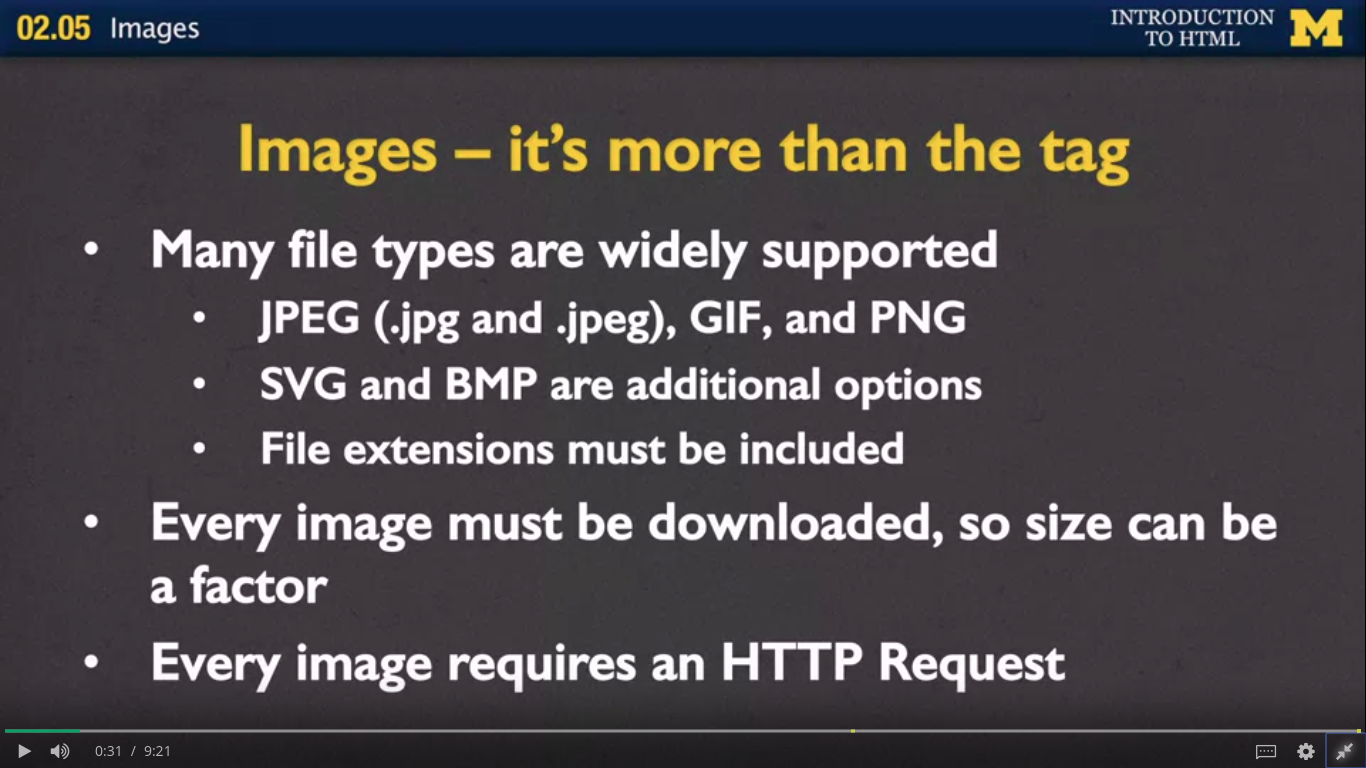 02.05 Images
INTRODUCTION
TO HTML
M
Images – it’s more than the tag
• Many file types are widely supported
• JPEG (.jpg and .jpeg), GIF, and PNG
• SVG and BMP are additional options
• File extensions must be included
• Every image must be downloaded, so size can be
a factor
• Every image requires an HTTP Request
0:31 / 9:21